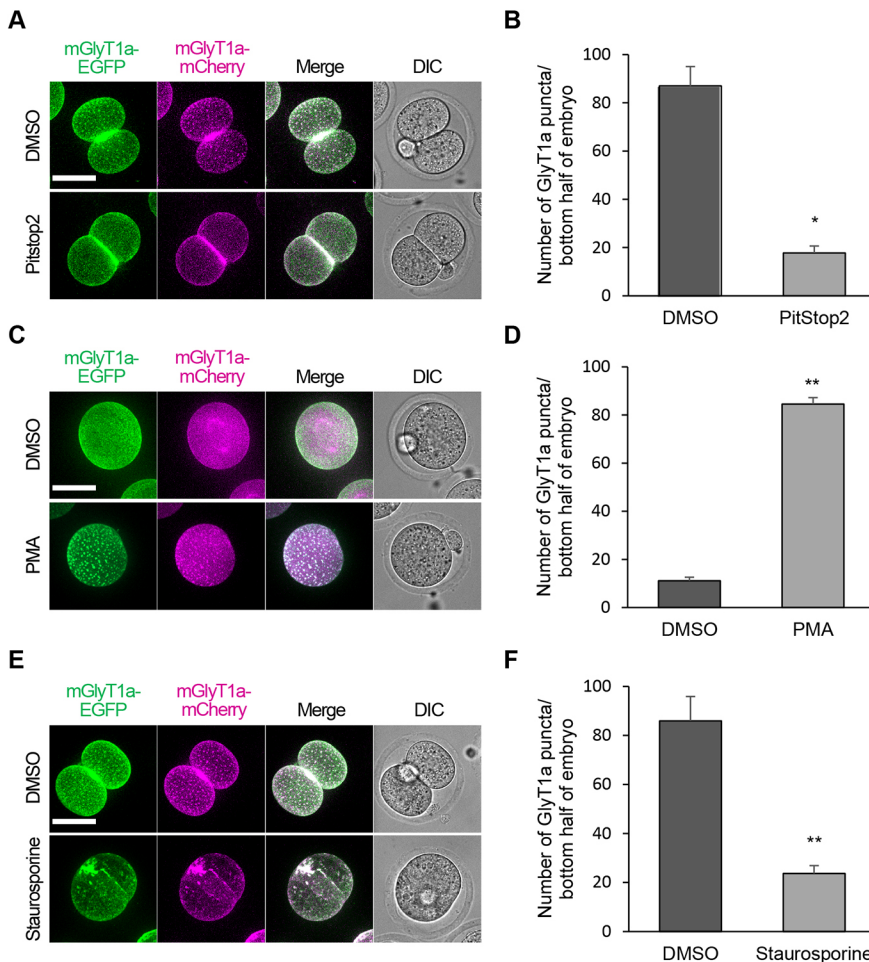 A
mGlyT1a-
EGFP
mGlyT1a-
mCherry
Merge
DIC
DMSO
Pitstop2
B
Number of GlyT1a puncta/
bottom half of embryo
100
80
60
40
20
0
*
DMSO
PitStop2
C
mGlyT1a-
EGFP
mGlyT1a-
mCherry
Merge
DIC
DMSO
PMA
D
Number of GlyT1a puncta/
bottom half of embryo
100
80
60
40
20
0
**
DMSO
PMA
E
mGlyT1a-
EGFP
mGlyT1a-
mCherry
Merge
DIC
DMSO
Staurosporine
F
Number of GlyT1a puncta/
bottom half of embryo
100
80
60
40
20
0
**
DMSO
Staurosporine